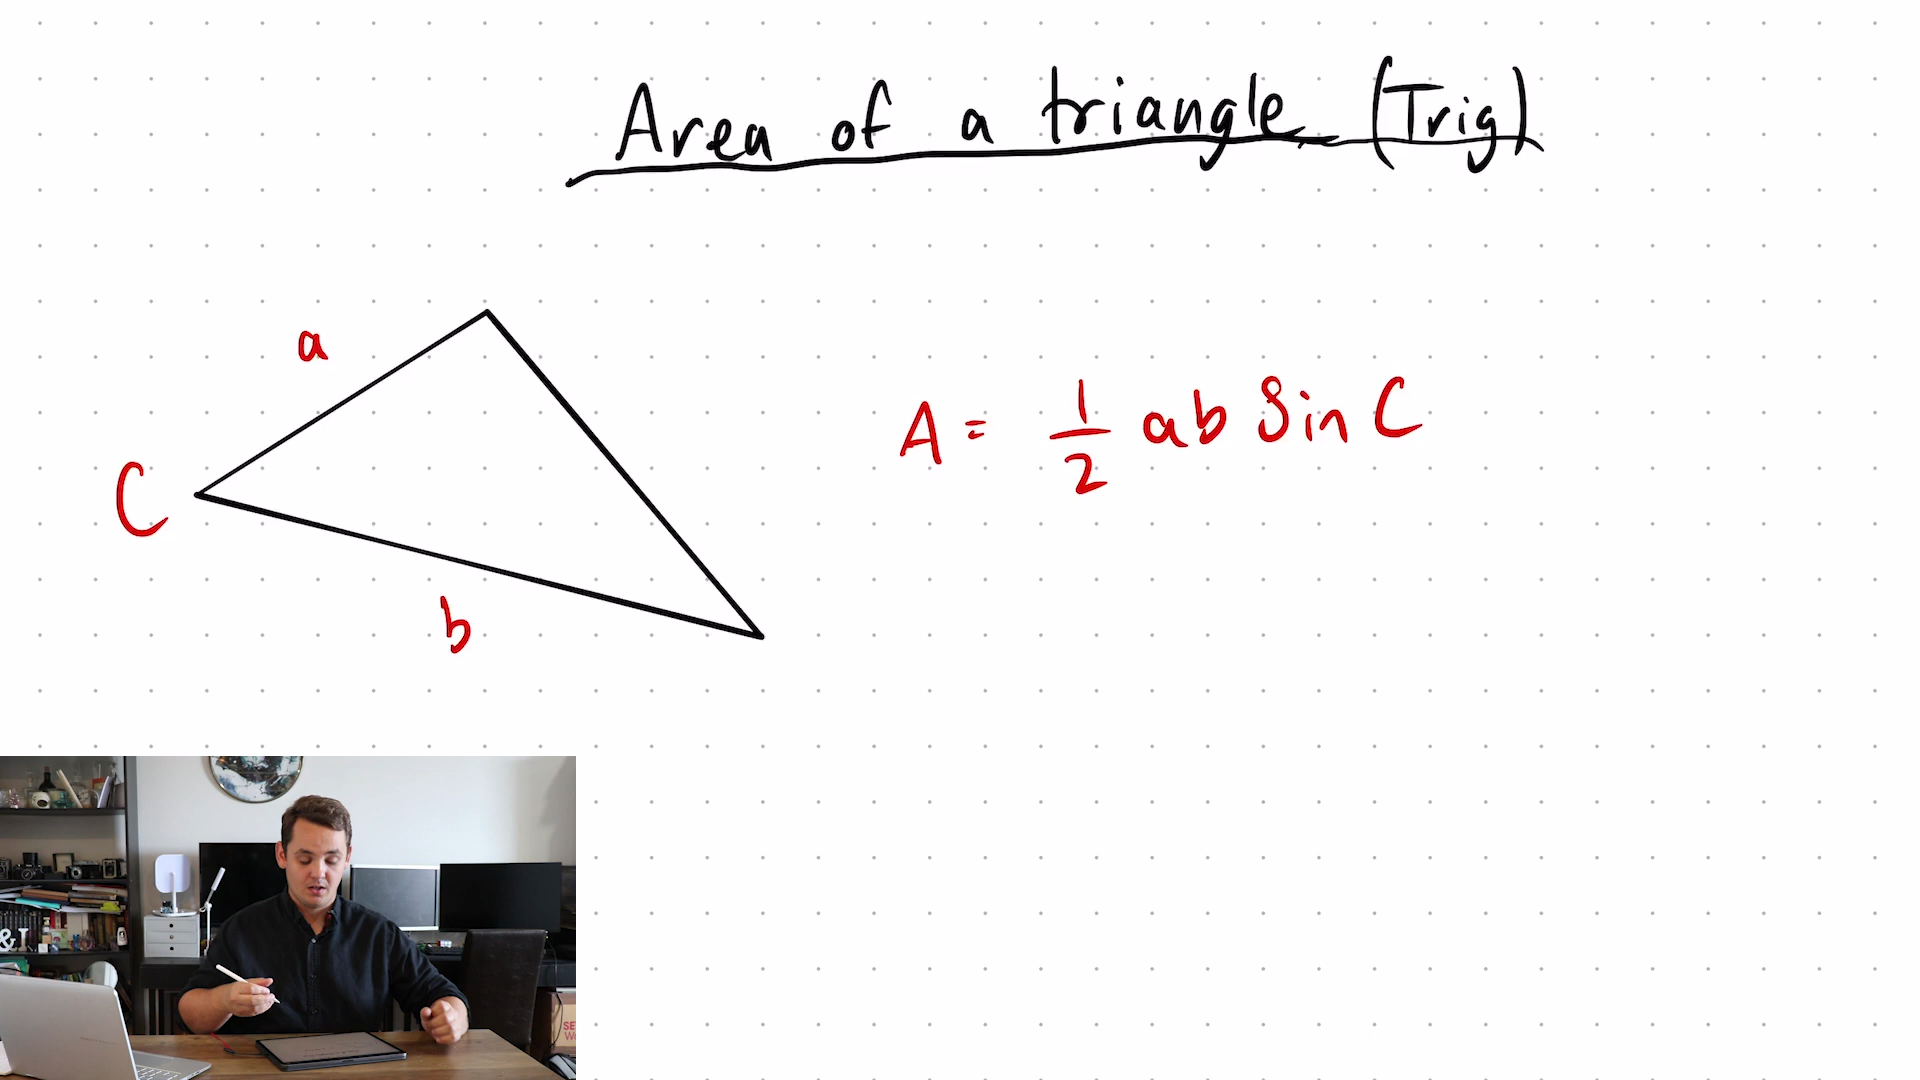 Area of a triangle (Trig)
a
A = 1/2 ab Sin C
C
b
&